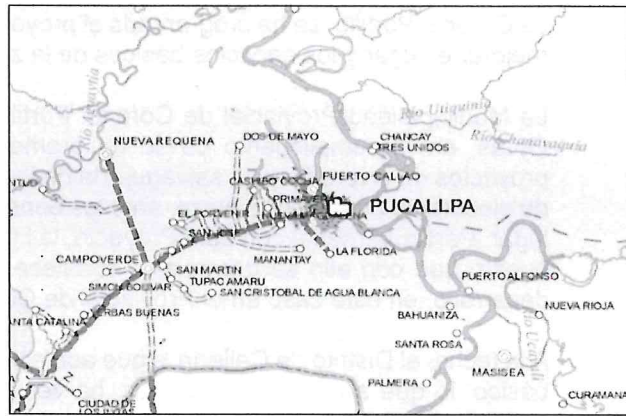 Río Utiquinia
NUEVA REQUENA
DOS DE MAYO
CHANCAY
TRES UNIDOS
CASHIBO COCHA
PUERTO CALLAO
PUCALLPA
EL PORVENIR
SAN JOSE
MANANTAY
LA FLORIDA
CAMPOVERDE
SAN MARTIN
TUPAC AMARU
SIMON BOLIVAR
SAN CRISTOBAL DE AGUA BLANCA
PUERTO ALFONSO
BAHUANIZA
NUEVA RIOJA
SANTA ROSA
MASISEA
PALMERA
CURAMANA
CIUDAD DE